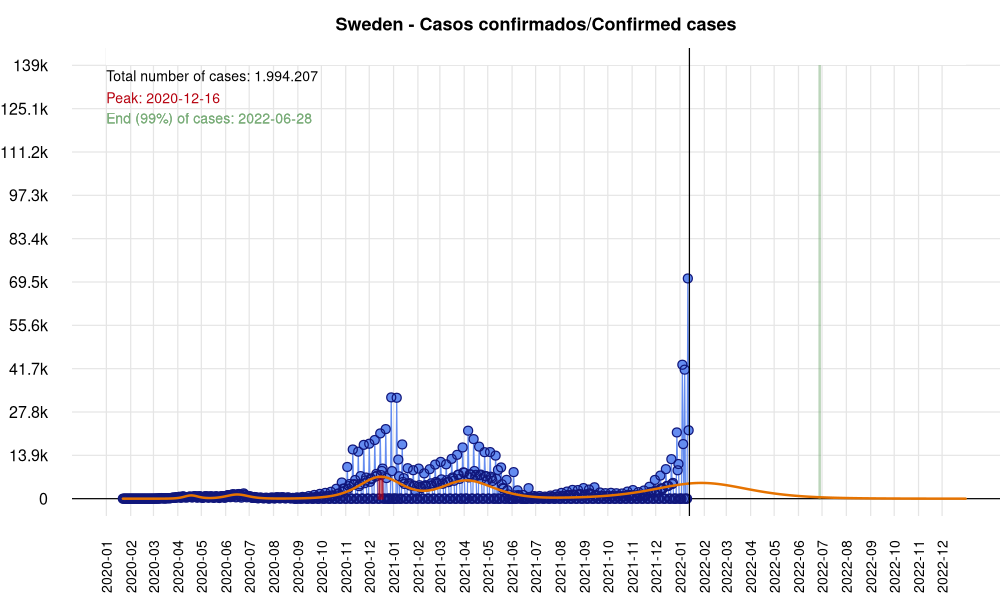 Sweden - Casos confirmados/Confirmed cases
139k
125.1k
111.2k
97.3k
83.4k
69.5k
55.6k
41.7k
27.8k
13.9k
0
Total number of cases: 1.994.207
Peak: 2020-12-16
End (99%) of cases: 2022-06-28
2020-01
2020-02
2020-03
2020-04
2020-05
2020-06
2020-07
2020-08
2020-09
2020-10
2020-11
2020-12
2021-01
2021-02
2021-03
2021-04
2021-05
2021-06
2021-07
2021-08
2021-09
2021-10
2021-11
2021-12
2022-01
2022-02
2022-03
2022-04
2022-05
2022-06
2022-07
2022-08
2022-09
2022-10
2022-11
2022-12